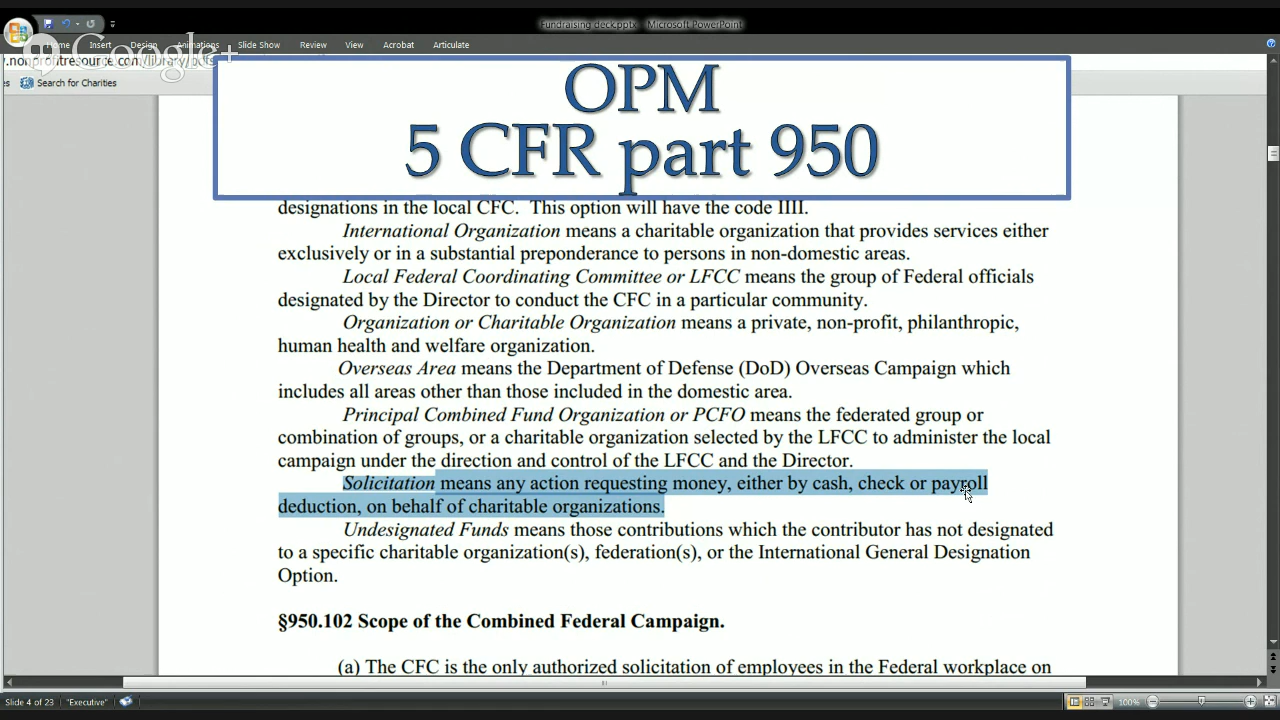 Fundraising deck.pptx - Microsoft PowerPoint
Home Insert Design Animations Slide Show Review View Acrobat Articulate
Google+
.nonprofitresource.com/library/pdfs
es Search for Charities
OPM
5 CFR part 950
designations in the local CFC. This option will have the code IIII.
International Organization means a charitable organization that provides services either
exclusively or in a substantial preponderance to persons in non-domestic areas.
Local Federal Coordinating Committee or LFCC means the group of Federal officials
designated by the Director to conduct the CFC in a particular community.
Organization or Charitable Organization means a private, non-profit, philanthropic,
human health and welfare organization.
Overseas Area means the Department of Defense (DoD) Overseas Campaign which
includes all areas other than those included in the domestic area.
Principal Combined Fund Organization or PCFO means the federated group or
combination of groups, or a charitable organization selected by the LFCC to administer the local
campaign under the direction and control of the LFCC and the Director.
Solicitation means any action requesting money, either by cash, check or payroll
deduction, on behalf of charitable organizations.
Undesignated Funds means those contributions which the contributor has not designated
to a specific charitable organization(s), federation(s), or the International General Designation
Option.
§950.102 Scope of the Combined Federal Campaign.
(a) The CFC is the only authorized solicitation of employees in the Federal workplace on
Slide 4 of 23 "Executive" 100%